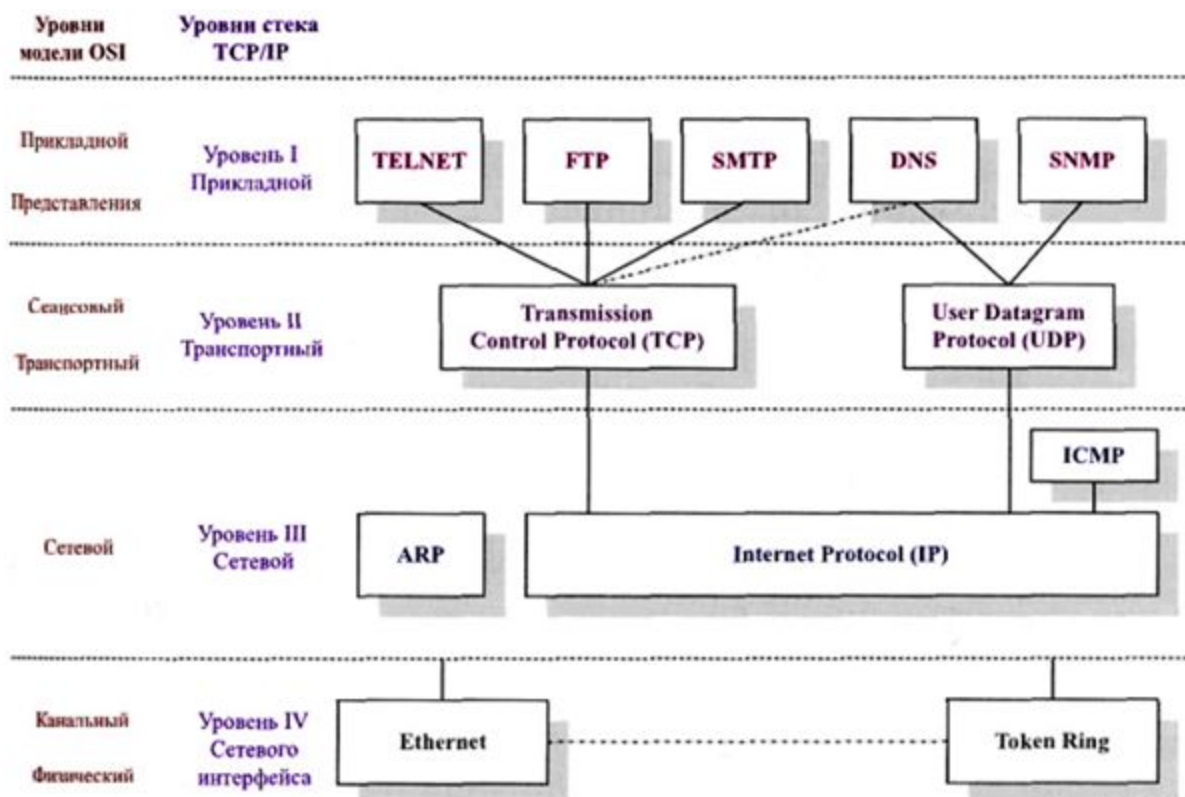 Уровни
модели OSI
Уровни стека
TCP/IP
Прикладной
Представления
Уровень I
Прикладной
TELNET
FTP
SMTP
DNS
SNMP
Сеансовый
Транспортный
Уровень II
Транспортный
Transmission
Control Protocol (TCP)
User Datagram
Protocol (UDP)
Сетевой
Уровень III
Сетевой
ARP
ICMP
Internet Protocol (IP)
Канальный
Физический
Уровень IV
Сетевого
интерфейса
Ethernet
Token Ring